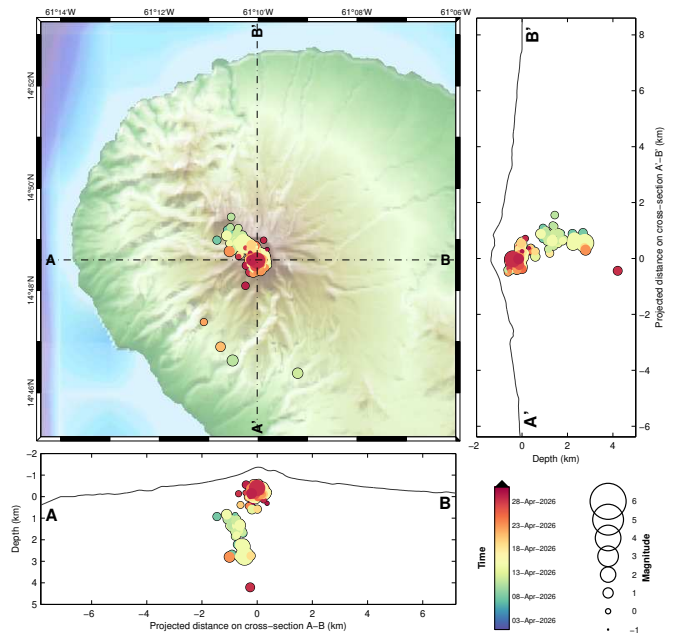 61°14'W 61°12'W 61°10'W 61°08'W 61°06'W
14°52'N
14°50'N
14°48'N
14°46'N
A
B
B'
A'
B'
A'
8
6
4
2
0
−2
−4
−6
Projected distance on cross−section A'−B' (km)
−2 0 2 4
Depth (km)
−2
−1
0
1
2
3
4
5
Depth (km)
A
B
−6 −4 −2 0 2 4 6
Projected distance on cross−section A−B (km)
Time
28−Apr−2026
23−Apr−2026
18−Apr−2026
13−Apr−2026
08−Apr−2026
03−Apr−2026
6
5
4
3
2
1
0
−1
Magnitude